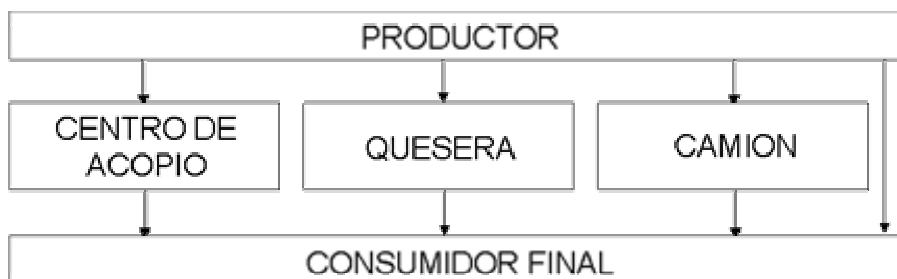 PRODUCTOR
CENTRO DE
ACOPIO
QUESERA
CAMION
CONSUMIDOR FINAL